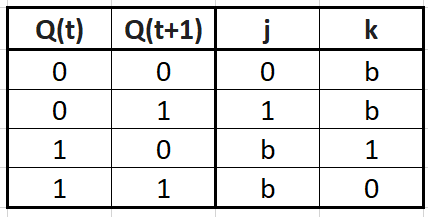 Q(t) Q(t+1) j k
0 0 0 b
0 1 1 b
1 0 b 1
1 1 b 0